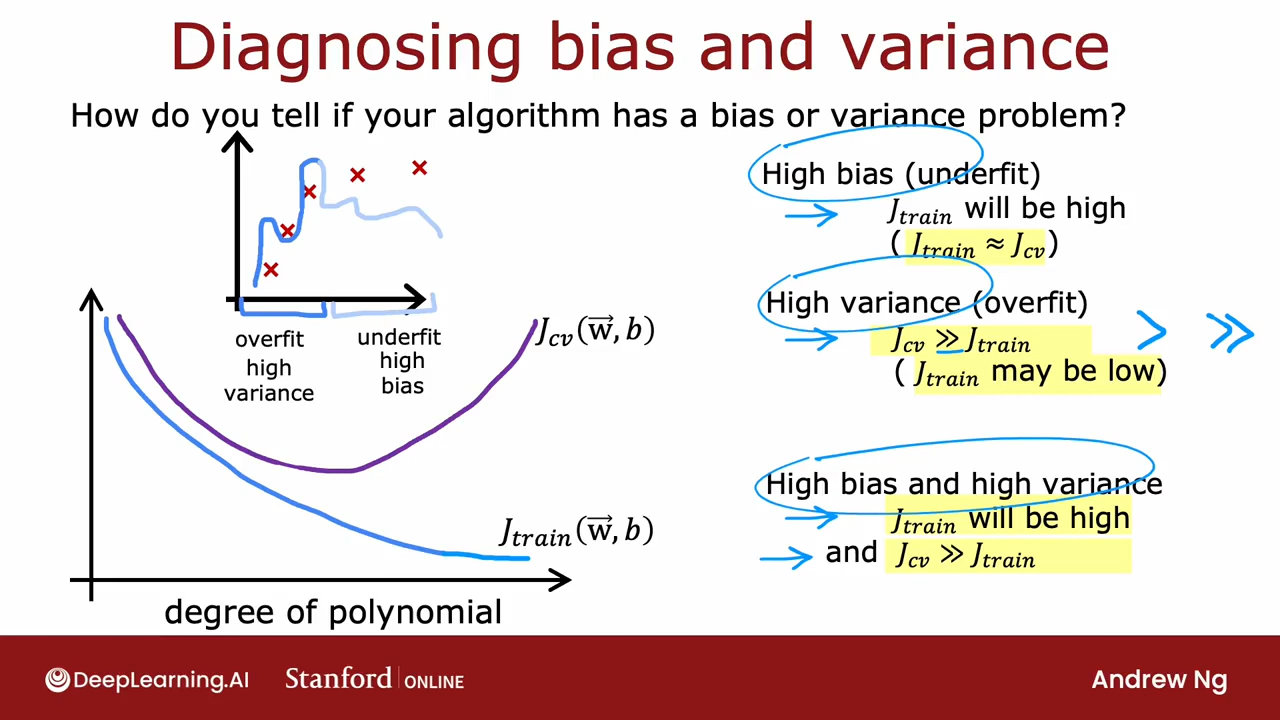 Diagnosing bias and variance
How do you tell if your algorithm has a bias or variance problem?
overfit
high
variance
underfit
high
bias
J_cv(w⃗, b)
J_train(w⃗, b)
degree of polynomial
High bias (underfit)
J_train will be high
( J_train ≈ J_cv)
High variance (overfit)
J_cv ≫ J_train
( J_train may be low)
> ≫
High bias and high variance
J_train will be high
and J_cv ≫ J_train
DeepLearning.AI Stanford ONLINE Andrew Ng